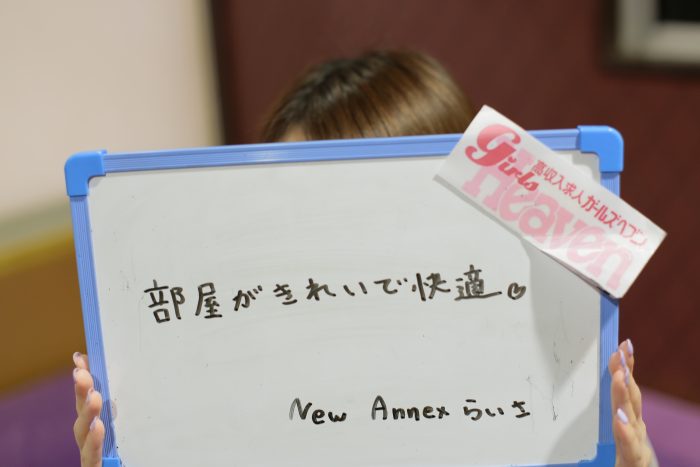 girls
heaven
高収入求人ガールズヘブン
部屋がきれいで快適♡
New Annex らいさ